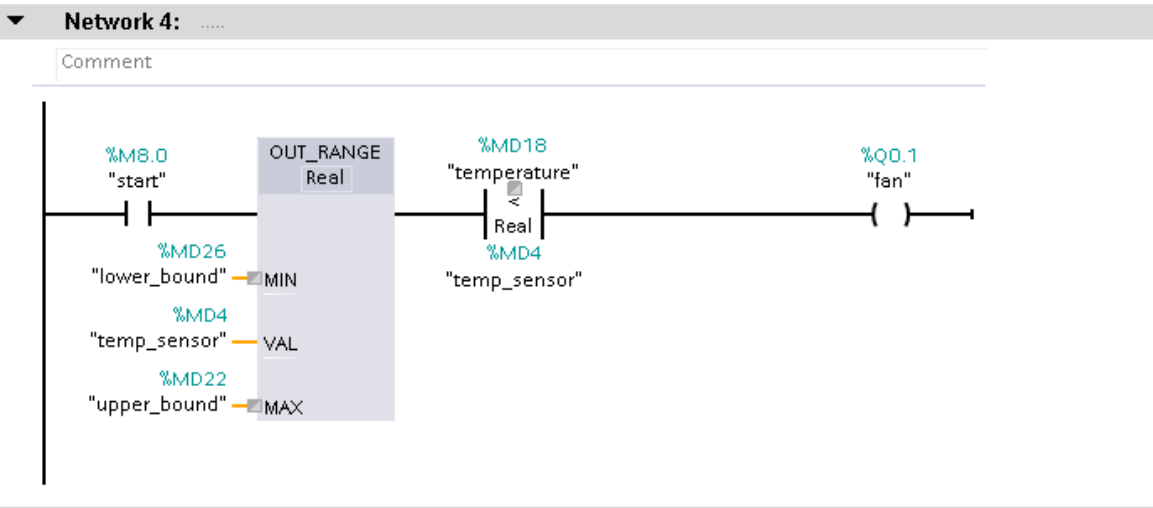 Network 4: .....
Comment
%M8.0
"start"
OUT_RANGE
Real
%MD26
"lower_bound"
MIN
%MD4
"temp_sensor"
VAL
%MD22
"upper_bound"
MAX
%MD18
"temperature"
<
Real
%MD4
"temp_sensor"
%Q0.1
"fan"